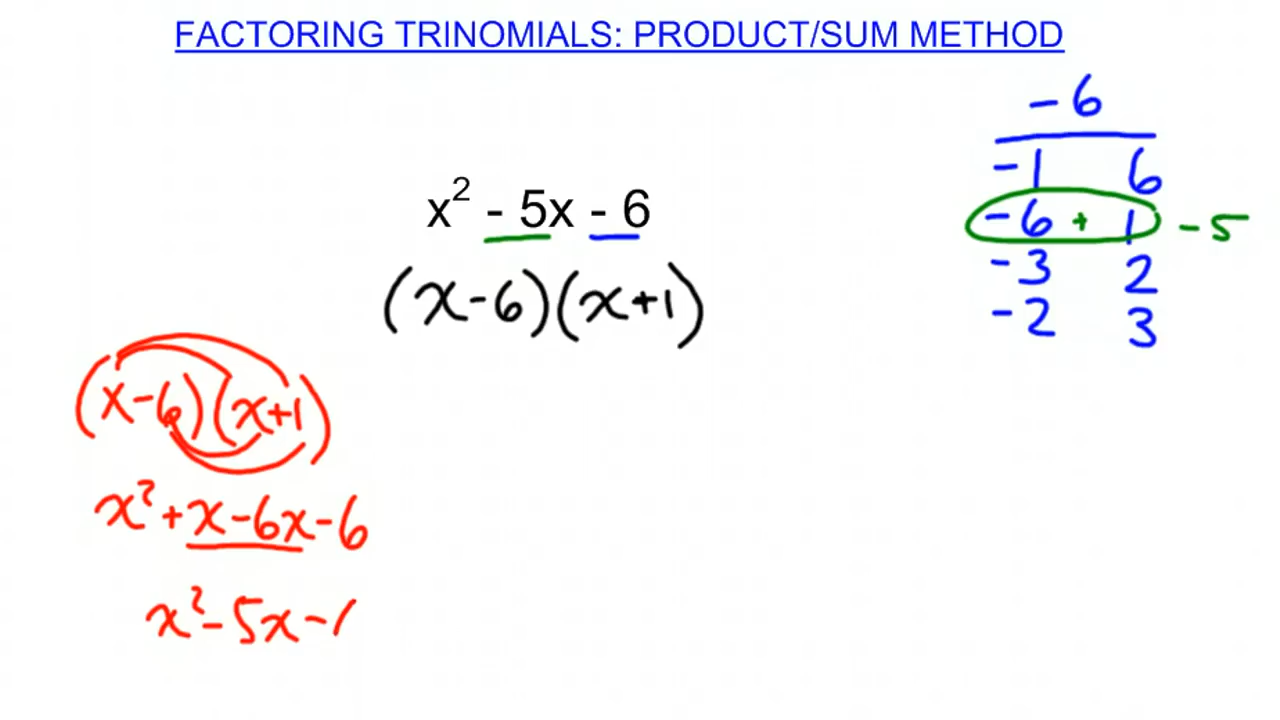 FACTORING TRINOMIALS: PRODUCT/SUM METHOD
x² - 5x - 6
(x-6)(x+1)
-6
-1 6
-6 + 1 -5
-3 2
-2 3
(x-6)(x+1)
x²+x-6x-6
x²-5x-